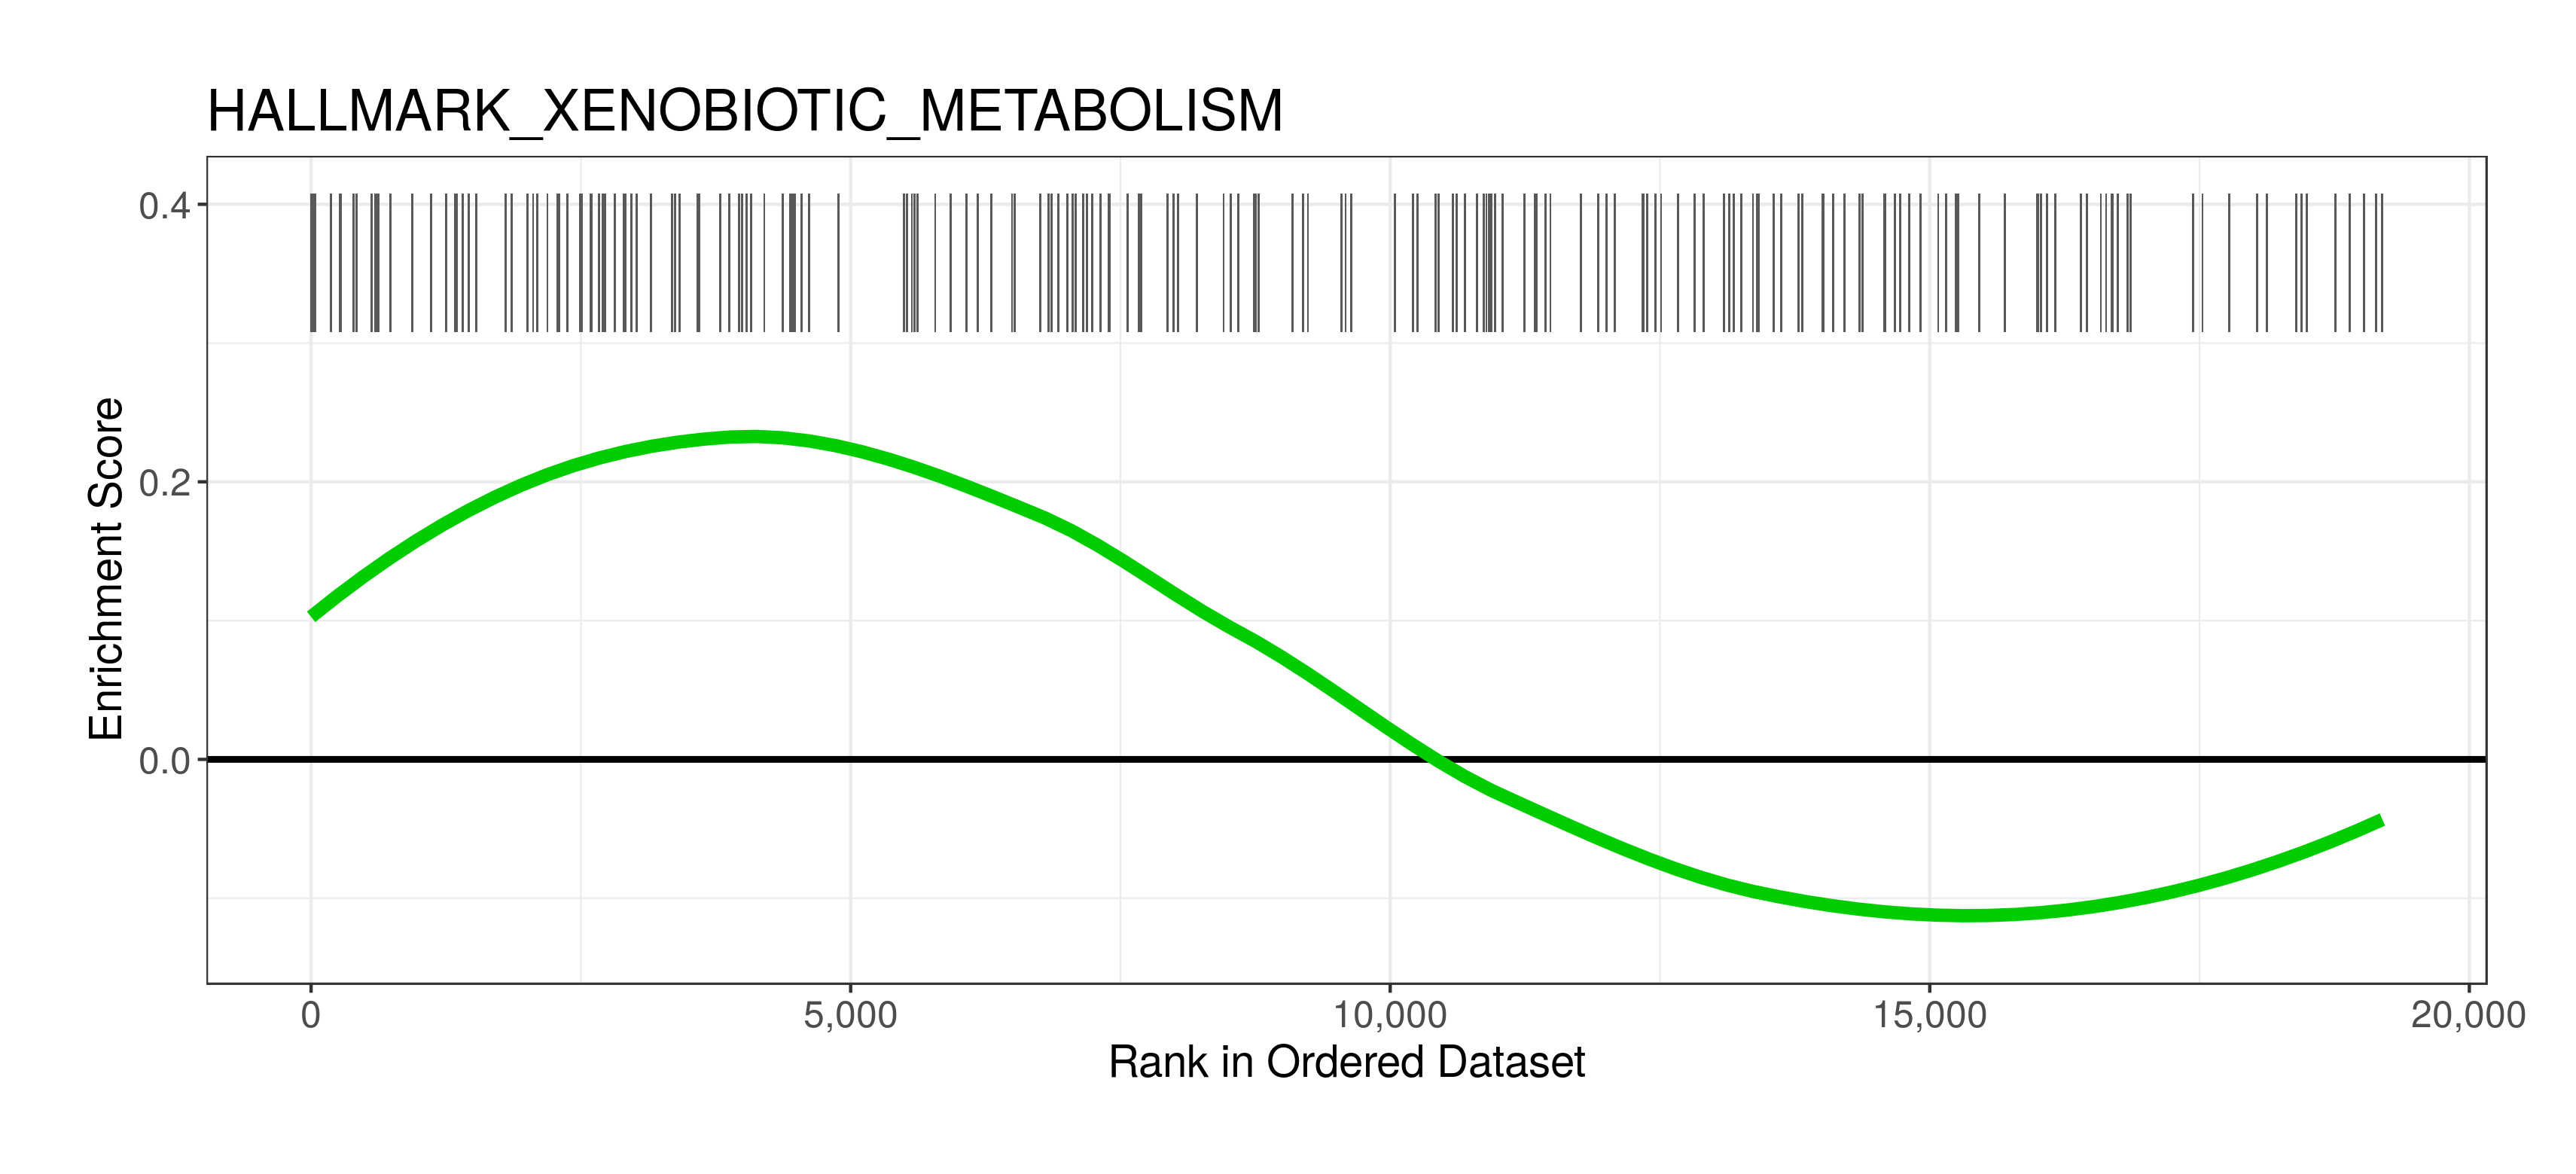 HALLMARK_XENOBIOTIC_METABOLISM
Enrichment Score
0.4
0.2
0.0
0 5,000 10,000 15,000 20,000
Rank in Ordered Dataset